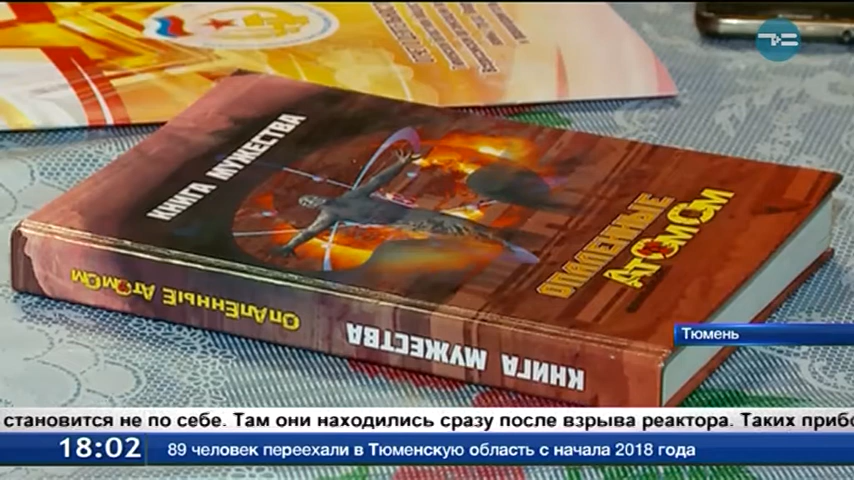 КНИГА МУЖЕСТВА
ОПАЛЕННЫЕ
АТОМОМ
ОПАЛЕННЫЕ АТОМОМ
КНИГА МУЖЕСТВА
Тюмень
становится не по себе. Там они находились сразу после взрыва реактора. Таких прибо
18:02
89 человек переехали в Тюменскую область с начала 2018 года